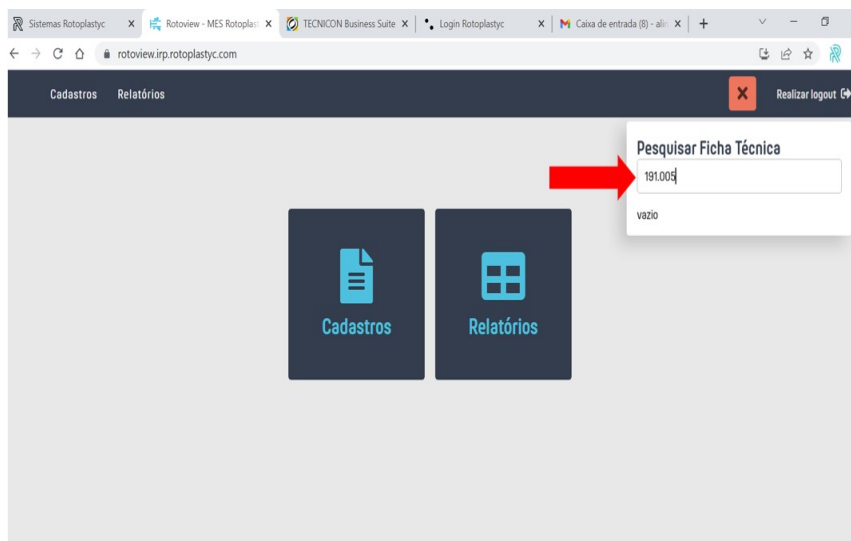 Sistemas Rotoplastyc
Rotoview - MES Rotoplast
TECNICON Business Suite
Login Rotoplastyc
Caixa de entrada (8) - alin
rotoview.irp.rotoplastyc.com
Cadastros Relatórios
Realizar logout
Pesquisar Ficha Técnica
191.005
vazio
Cadastros
Relatórios